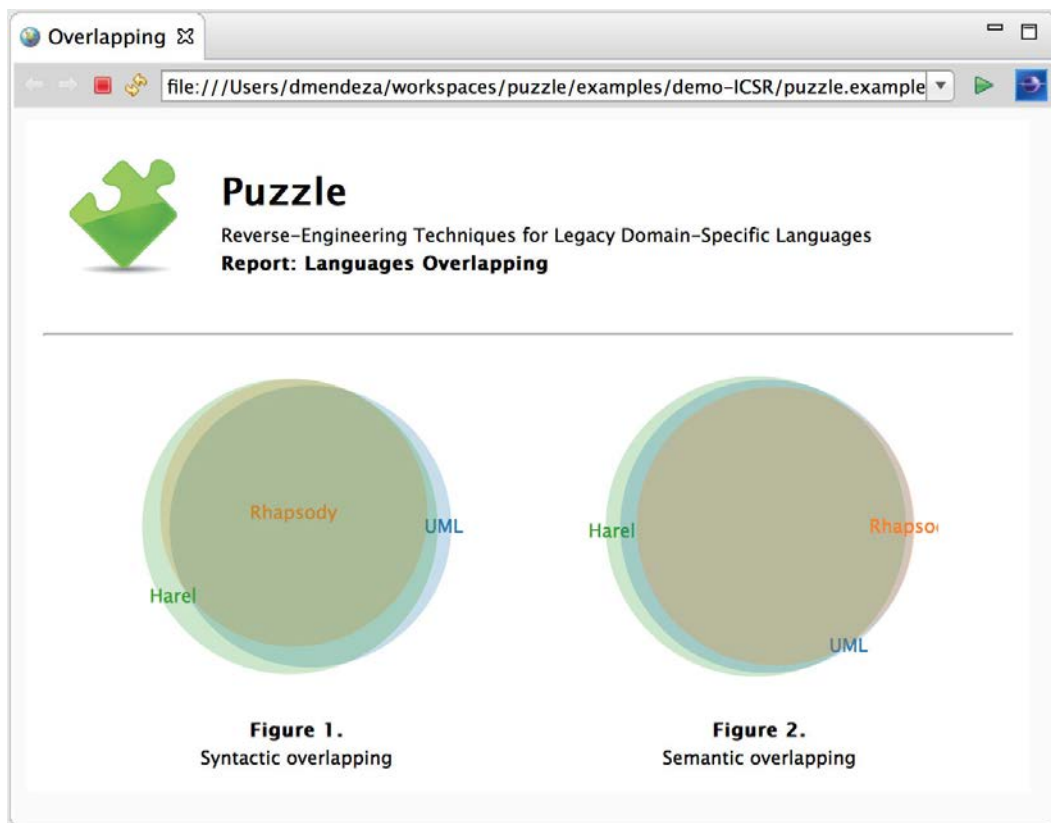 Overlapping
file:///Users/dmendeza/workspaces/puzzle/examples/demo-ICSR/puzzle.example
Puzzle
Reverse-Engineering Techniques for Legacy Domain-Specific Languages
Report: Languages Overlapping
Rhapsody
UML
Harel
Harel
Rhapso
UML
Figure 1.
Syntactic overlapping
Figure 2.
Semantic overlapping